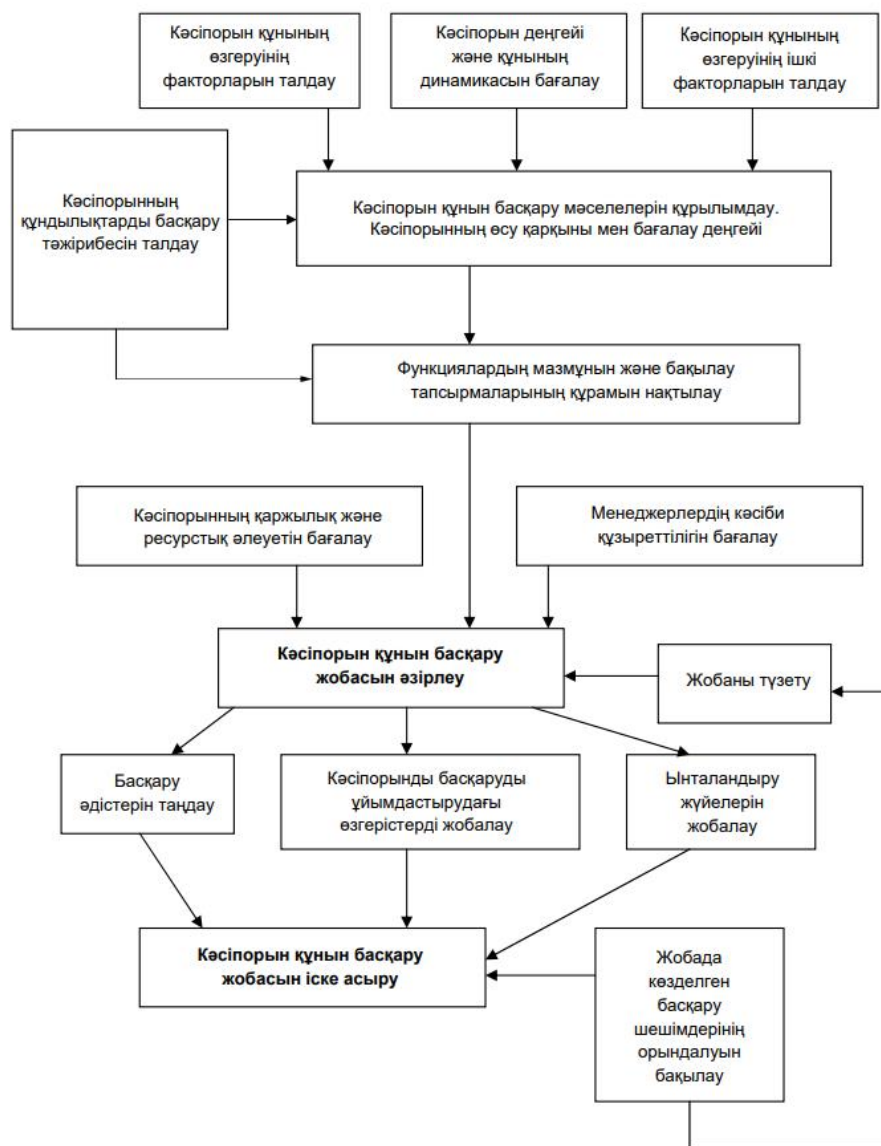 Кәсіпорын құнының
өзгеруінің
факторларын талдау
Кәсіпорын деңгейі
және құнының
динамикасын бағалау
Кәсіпорын құнының
өзгеруінің ішкі
факторларын талдау
Кәсіпорынның
құндылықтарды басқару
тәжірибесін талдау
Кәсіпорын құнын басқару мәселелерін құрылымдау.
Кәсіпорынның өсу қарқыны мен бағалау деңгейі
Функциялардың мазмұнын және бақылау
тапсырмаларының құрамын нақтылау
Кәсіпорынның қаржылық және
ресурстық әлеуетін бағалау
Менеджерлердің кәсіби
құзыреттілігін бағалау
Кәсіпорын құнын басқару
жобасын әзірлеу
Жобаны түзету
Басқару
әдістерін таңдау
Кәсіпорынды басқаруды
ұйымдастырудағы
өзгерістерді жобалау
Ынталандыру
жүйелерін
жобалау
Кәсіпорын құнын басқару
жобасын іске асыру
Жобада
көзделген
басқару
шешімдерінің
орындалуын
бақылау